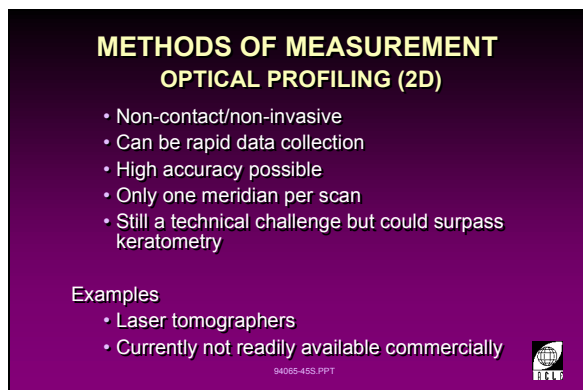 METHODS OF MEASUREMENT
OPTICAL PROFILING (2D)
• Non-contact/non-invasive
• Can be rapid data collection
• High accuracy possible
• Only one meridian per scan
• Still a technical challenge but could surpass
keratometry
Examples
• Laser tomographers
• Currently not readily available commercially
94065-45S.PPT
IACLE